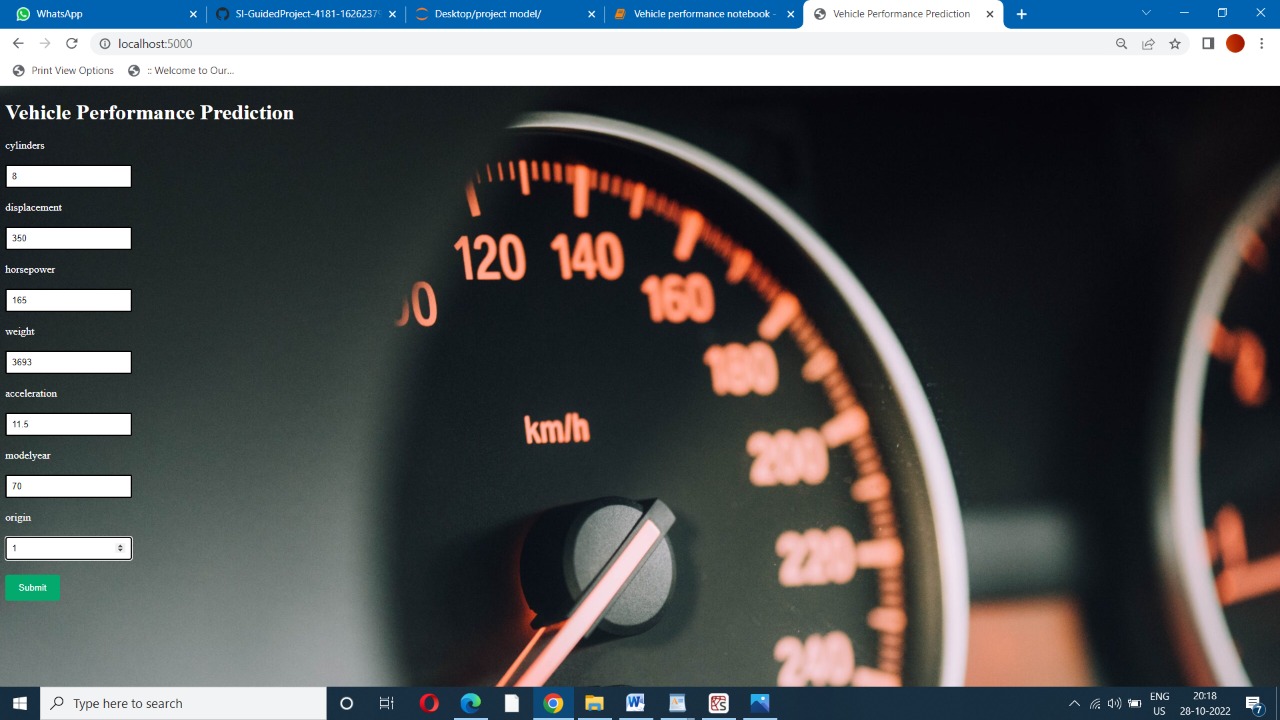 WhatsApp
SI-GuidedProject-4181-16262379
Desktop/project model/
Vehicle performance notebook -
Vehicle Performance Prediction
localhost:5000
Print View Options
:: Welcome to Our...
Vehicle Performance Prediction
cylinders
8
displacement
350
horsepower
165
weight
3693
acceleration
11.5
modelyear
70
origin
1
Submit
120
140
160
180
200
220
240
km/h
Type here to search
ENG
US
20:18
28-10-2022
7